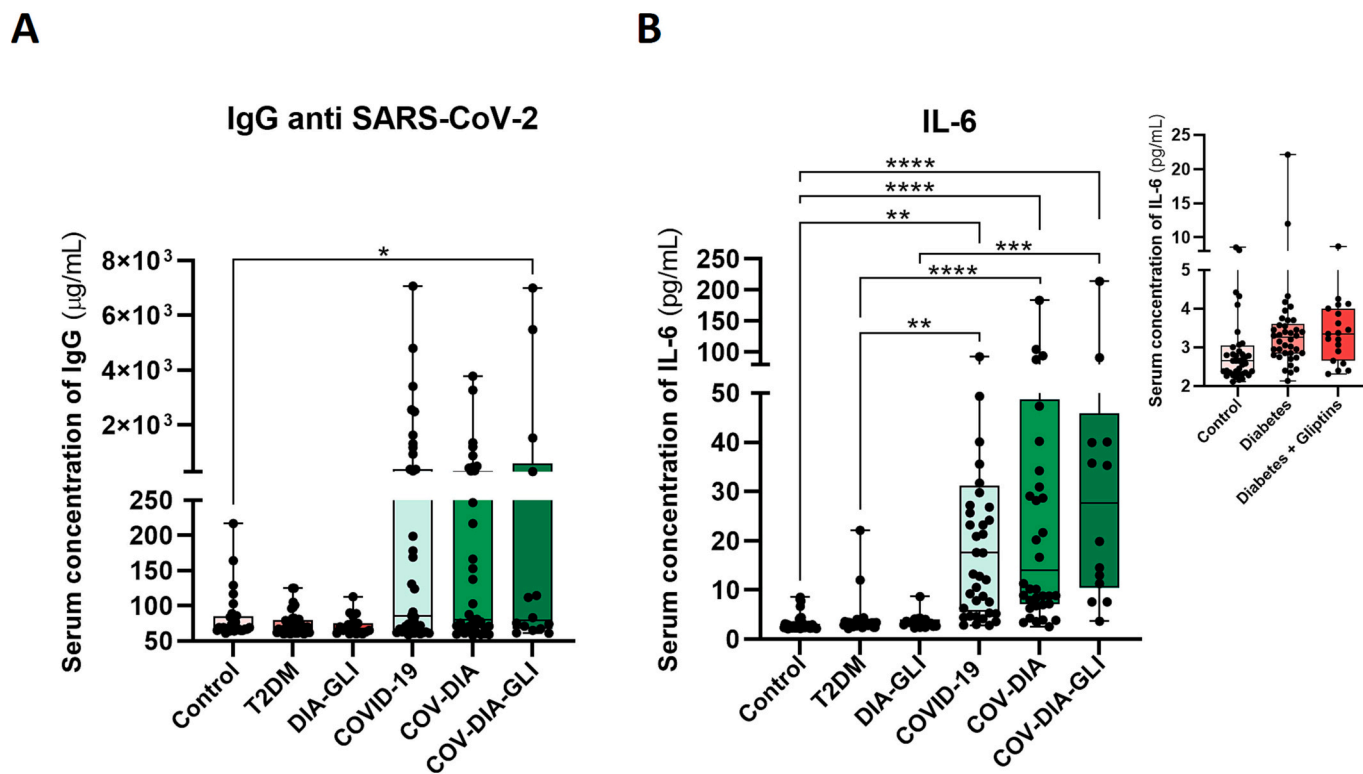 A
B
IgG anti SARS-CoV-2
Serum concentration of IgG (µg/mL)
8×10³
6×10³
4×10³
2×10³
250
200
150
100
50
*
Control
T2DM
DIA-GLI
COVID-19
COV-DIA
COV-DIA-GLI
IL-6
Serum concentration of IL-6 (pg/mL)
250
200
150
100
50
40
30
20
10
0
****
****
**
***
****
**
Control
T2DM
DIA-GLI
COVID-19
COV-DIA
COV-DIA-GLI
Serum concentration of IL-6 (pg/mL)
25
20
15
10
5
4
3
2
Control
Diabetes
Diabetes + Gliptins